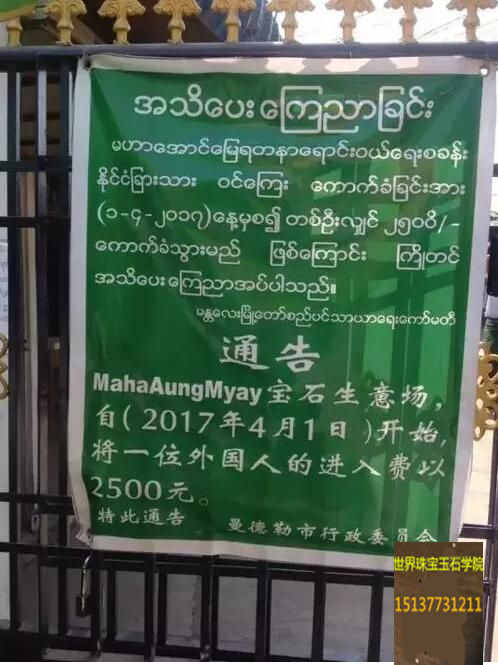 အသိပေးကြေညာခြင်း
မဟာအောင်မြေရတနာရောင်းဝယ်ရေးစခန်း
နိုင်ငံခြားသား ဝင်ကြေး ကောက်ခံခြင်းအား
(၁-၄-၂၀၁၇)နေ့မှစ၍ တစ်ဦးလျှင် ၂၅၀၀ိ/-
ကောက်ခံသွားမည် ဖြစ်ကြောင်း ကြိုတင်
အသိပေးကြေညာအပ်ပါသည်။
မန္တလေးမြို့တော်စည်ပင်သာယာရေးကော်မတီ
通告
MahaAungMyay宝石生意场,
自(2017年4月1日)开始,
将一位外国人的进入费以
2500元。
特此通告 曼德勒市行政委员会
世界珠宝玉石学院
15137731211